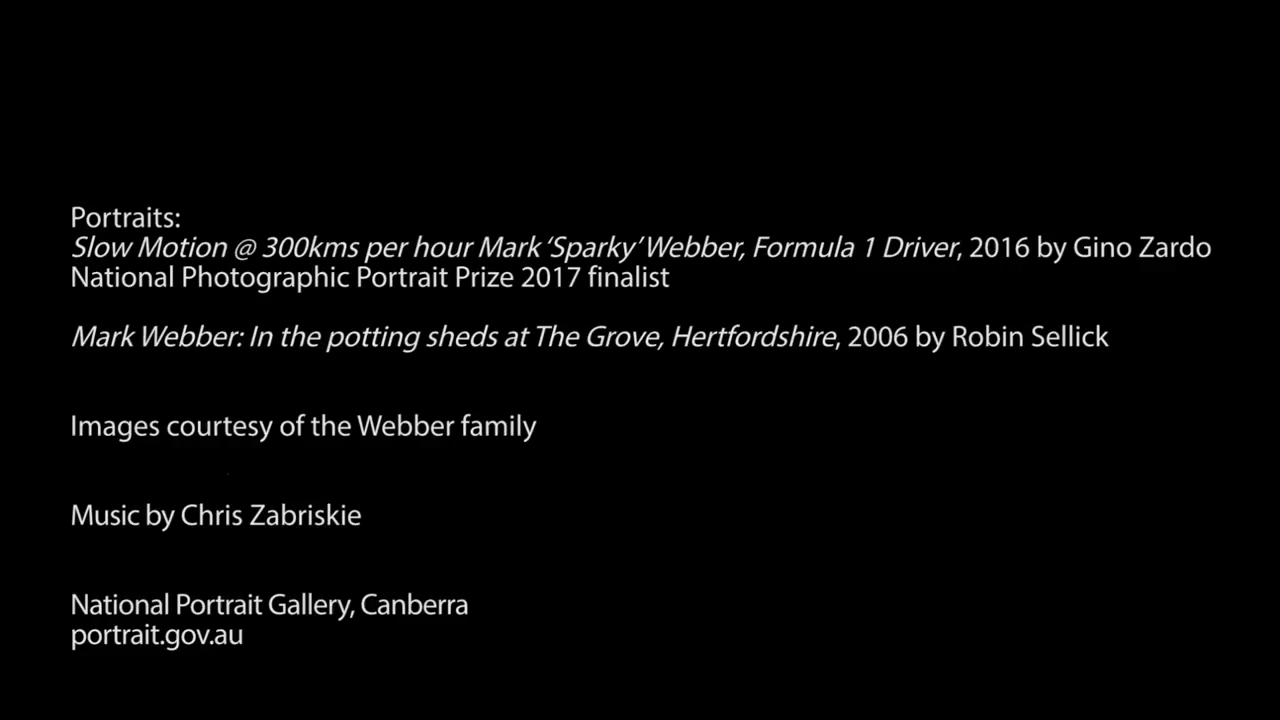 Portraits:
Slow Motion @ 300kms per hour Mark ‘Sparky’ Webber, Formula 1 Driver, 2016 by Gino Zardo
National Photographic Portrait Prize 2017 finalist
Mark Webber: In the potting sheds at The Grove, Hertfordshire, 2006 by Robin Sellick
Images courtesy of the Webber family
Music by Chris Zabriskie
National Portrait Gallery, Canberra
portrait.gov.au